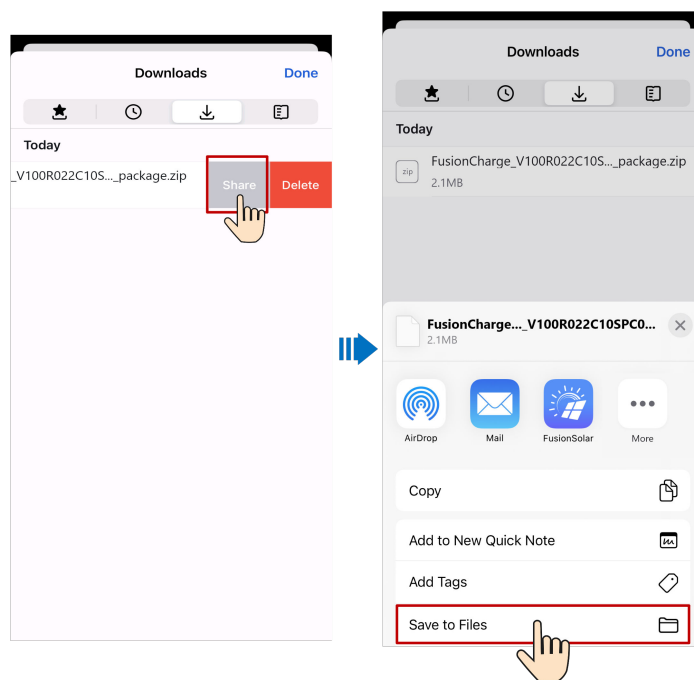 Downloads
Done
Today
_V100R022C10S..._package.zip
Share
Delete
Downloads
Done
Today
zip
FusionCharge_V100R022C10S..._package.zip
2.1MB
FusionCharge..._V100R022C10SPC0...
2.1MB
AirDrop
Mail
FusionSolar
More
Copy
Add to New Quick Note
Add Tags
Save to Files